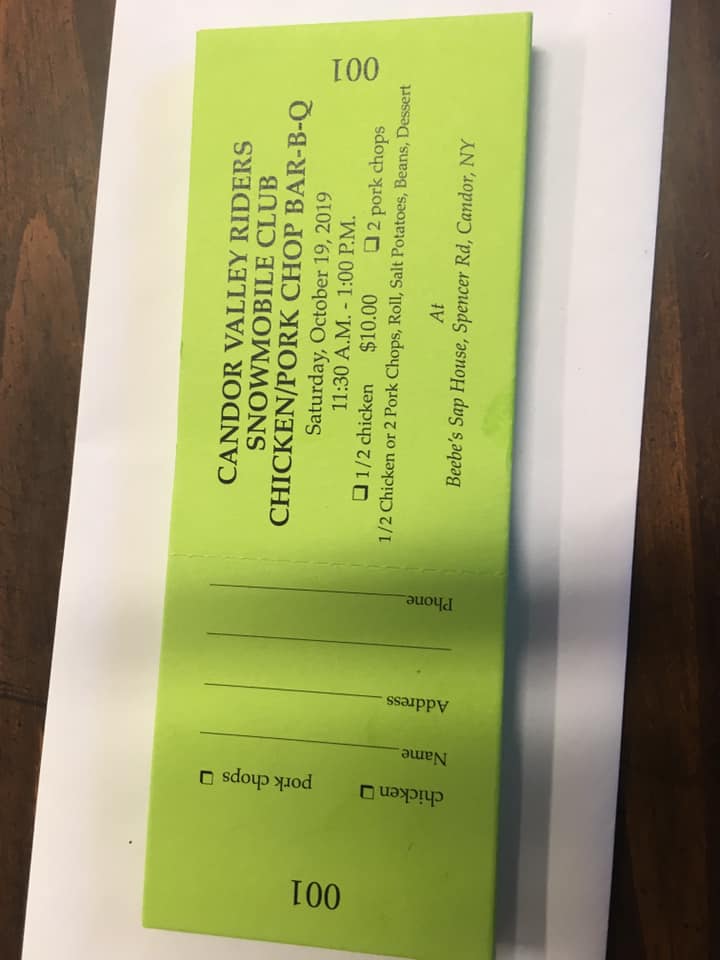 001
CANDOR VALLEY RIDERS
SNOWMOBILE CLUB
CHICKEN/PORK CHOP BAR-B-Q
Saturday, October 19, 2019
11:30 A.M. - 1:00 P.M.
❑ 1/2 chicken $10.00 ❑ 2 pork chops
1/2 Chicken or 2 Pork Chops, Roll, Salt Potatoes, Beans, Dessert
At
Beebe's Sap House, Spencer Rd, Candor, NY
001
chicken ❑ pork chops ❑
Name
Address
Phone